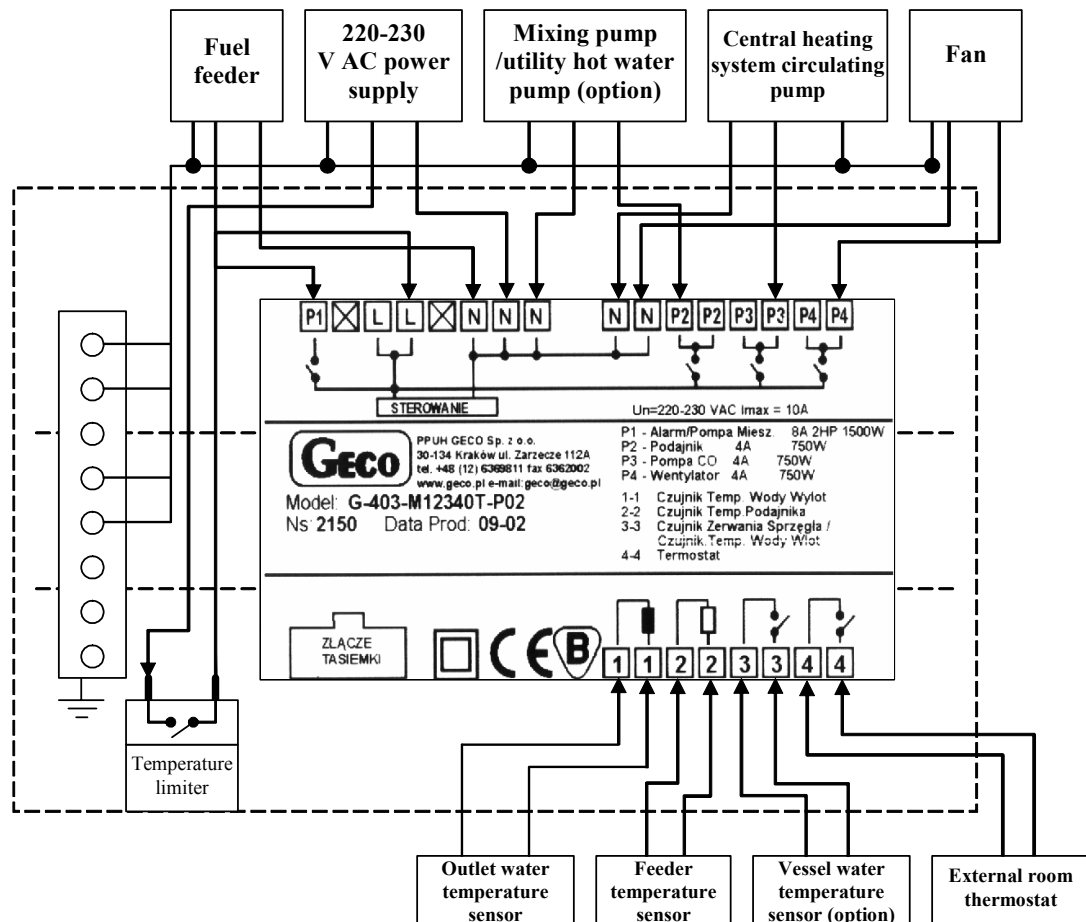 Fuel
feeder
220-230
V AC power
supply
Mixing pump
/utility hot water
pump (option)
Central heating
system circulating
pump
Fan
P1 L L N N N N N P2 P2 P3 P3 P4 P4
STEROWANIE
Un=220-230 VAC Imax = 10A
GECO
PPUH GECO Sp. z o.o.
30-134 Kraków ul. Zarzecze 112A
tel. +48 (12) 6369811 fax 6362002
www.geco.pl e-mail: geco@geco.pl
Model: G-403-M12340T-P02
Ns: 2150 Data Prod: 09-02
P1 - Alarm/Pompa Miesz. 8A 2HP 1500W
P2 - Podajnik 4A 750W
P3 - Pompa CO 4A 750W
P4 - Wentylator 4A 750W
1-1 Czujnik Temp. Wody Wylot
2-2 Czujnik Temp.Podajnika
3-3 Czujnik Zerwania Sprzęgla /
Czujnik.Temp. Wody Wlot
4-4 Termostat
ZŁĄCZE
TASIEMKI
CE B
1 1 2 2 3 3 4 4
Temperature
limiter
Outlet water
temperature
sensor
Feeder
temperature
sensor
Vessel water
temperature
sensor (option)
External room
thermostat